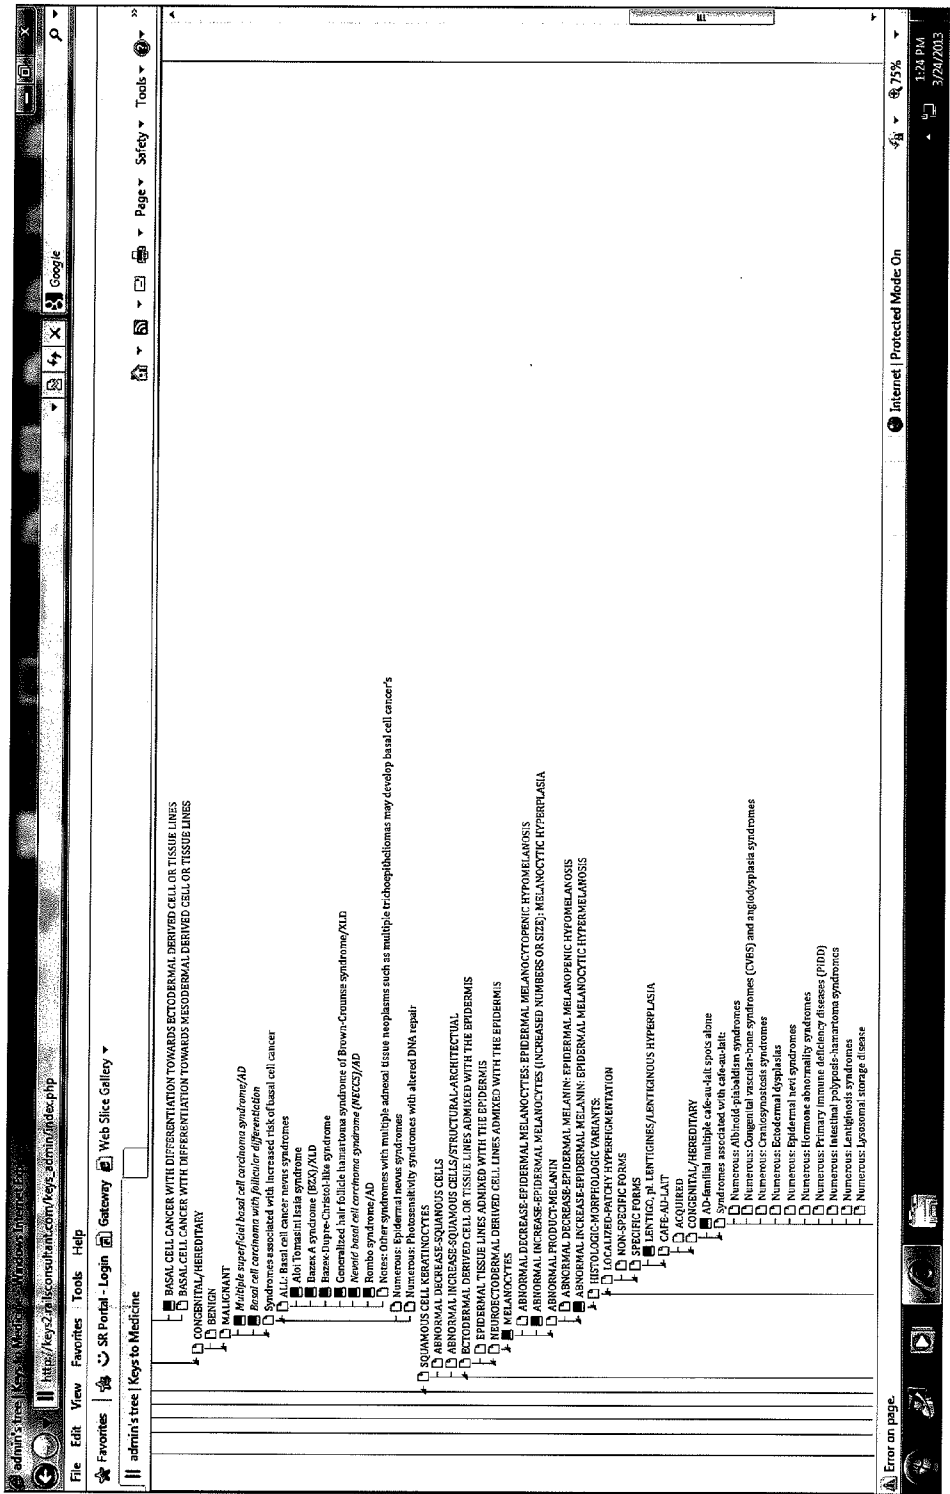 admin's tree | Keys to Medicine - Windows Internet Explorer
http://keys2.railsconsultant.com/keys_admin/index.php
Google
File Edit View Favorites Tools Help
Favorites SR Portal - Login Gateway Web Slice Gallery
admin's tree | Keys to Medicine
Page Safety Tools
BASAL CELL CANCER WITH DIFFERENTIATION TOWARDS ECTODERMAL DERIVED CELL OR TISSUE LINES
BASAL CELL CANCER WITH DIFFERENTIATION TOWARDS MESODERMAL DERIVED CELL OR TISSUE LINES
CONGENITAL/HEREDITARY
BENIGN
MALIGNANT
Multiple superficial basal cell carcinoma syndrome/AD
Basal cell carcinoma with follicular differentiation
Syndromes associated with increased risk of basal cell cancer
ALL: Basal cell cancer nevus syndromes
Aloi Tomasini Isaia syndrome
Bazex A syndrome (BZX)/XLD
Bazex-Dupre-Christol-like syndrome
Generalized hair follicle hamartoma syndrome of Brown-Crounse syndrome/XLD
Nevoid basal cell carcinoma syndrome (NECCS)/AD
Rombo syndrome/AD
Notes: Other syndromes with multiple adnexal tissue neoplasms such as multiple trichoepitheliomas may develop basal cell cancer's
Numerous: Epidermal nevus syndromes
Numerous: Photosensitivity syndromes with altered DNA repair
SQUAMOUS CELL KERATINOCYTES
ABNORMAL DECREASE-SQUANOUS CELLS
ABNORMAL INCREASE-SQUAMOUS CELLS/STRUCTURAL-ARCHITECTUAL
ECTODERMAL DERIVED CELL OR TISSUE LINES ADMIXED WITH THE EPIDERMIS
EPIDERMAL TISSUE LINES ADMIXED WITH THE EPIDERMIS
NEUROECTODERMAL DERIVED CELL LINES ADMIXED WITH THE EPIDERMIS
MELANOCYTES
ABNORMAL DECREASE-EPIDERMAL MELANOCYTES: EPIDERMAL MELANOCYTOPENIC HYPOMELANOSIS
ABNORMAL INCREASE-EPIDERMAL MELANOCYTES (INCREASED NUMBERS OR SIZE): MELANOCYTIC HYPERPLASIA
ABNORMAL PRODUCT-MELANIN
ABNORMAL DECREASE-EPIDERMAL MELANIN: EPIDERMAL MELANOPENIC HYPOMELANOSIS
ABNORMAL INCREASE-EPIDERMAL MELANIN: EPIDERMAL MELANOCYTIC HYPERMELANOSIS
HISTOLOGIC-MORPHOLOGIC VARIANTS:
LOCALIZED-PATCHY HYPERPIGMENTATION
NON-SPECIFIC FORMS
SPECIFIC FORMS
LENTIGO, pl. LENTIGINES/LENTIGINOUS HYPERPLASIA
CAFE-AU-LAIT
ACQUIRED
CONGENITAL/HEREDITARY
AD-familial multiple cafe-au-lait spots alone
Syndromes associated with cafe-au-lait:
Numerous: Albinoid-piebaldism syndromes
Numerous: Congenital vascular-bone syndromes (CVBS) and angiodysplasia syndromes
Numerous: Craniosynostosis syndromes
Numerous: Ectodermal dysplasias
Numerous: Epidermal nevi syndromes
Numerous: Hormone abnormality syndromes
Numerous: Primary immune deficiency diseases (PIDD)
Numerous: Intestinal polyposis-hamartoma syndromes
Numerous: Lentiginosis syndromes
Numerous: Lysosomal storage disease
Error on page.
Internet | Protected Mode: On
75%
1:24 PM
3/24/2013